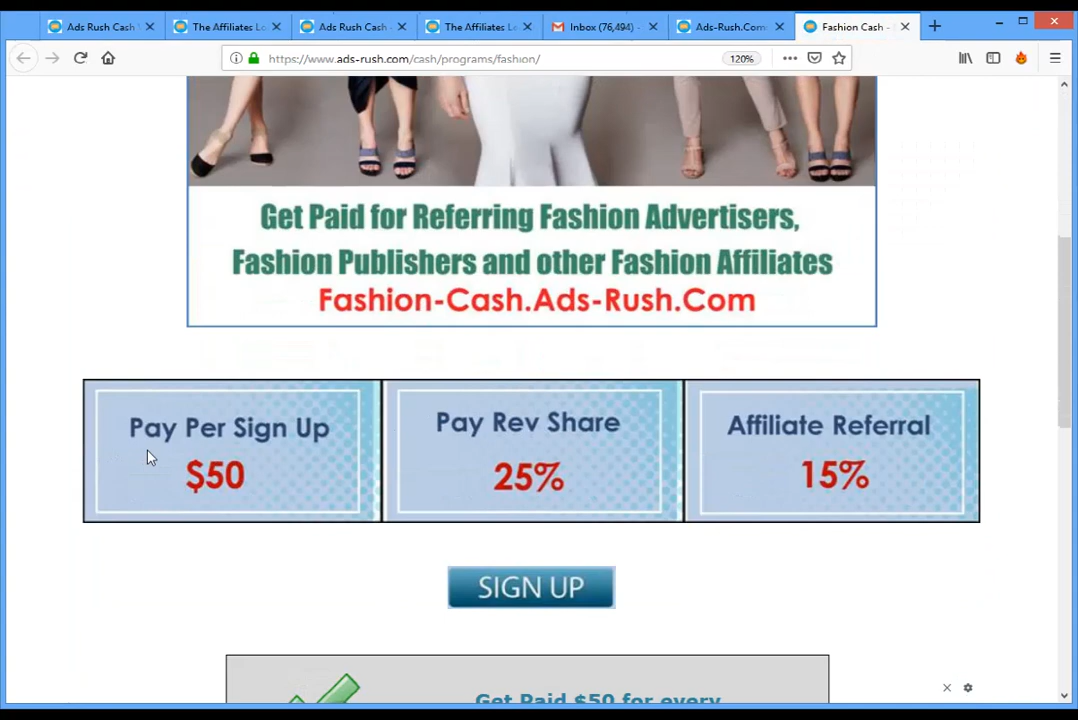 Ads Rush Cash
The Affiliates Lo
Ads Rush Cash
The Affiliates Lo
Inbox (76,494) -
Ads-Rush.Com
Fashion Cash -
https://www.ads-rush.com/cash/programs/fashion/
120%
Get Paid for Referring Fashion Advertisers,
Fashion Publishers and other Fashion Affiliates
Fashion-Cash.Ads-Rush.Com
Pay Per Sign Up
$50
Pay Rev Share
25%
Affiliate Referral
15%
SIGN UP
Get Paid $50 for every